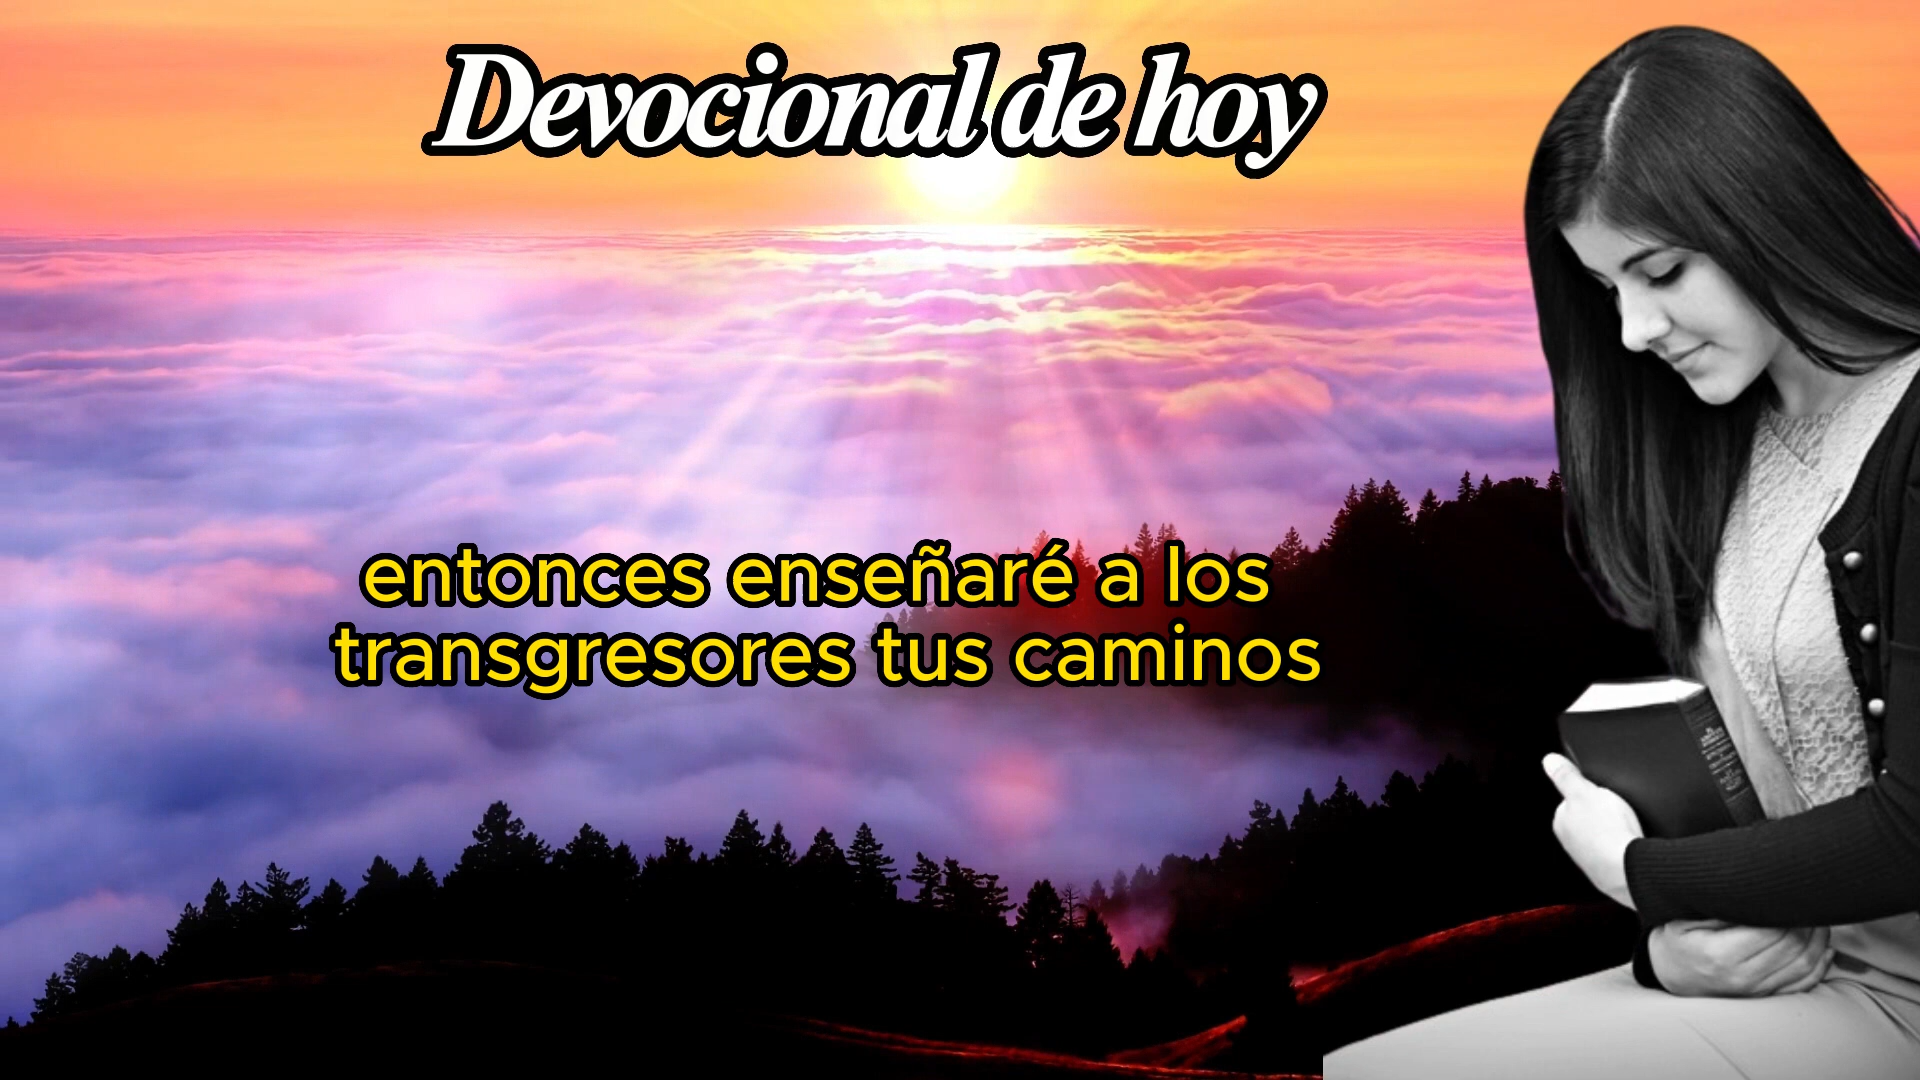 Devocional de hoy
entonces enseñaré a los
transgresores tus caminos